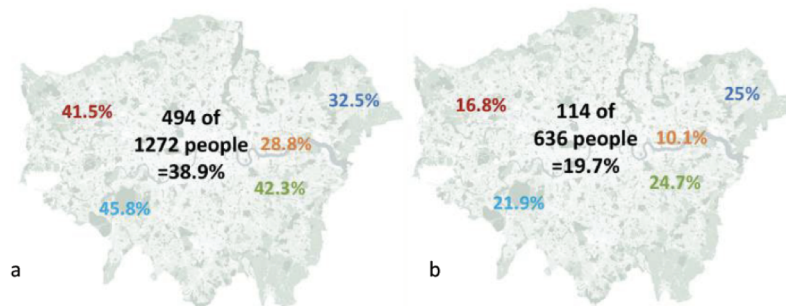 41.5%
494 of
1272 people
=38.9%
32.5%
28.8%
42.3%
45.8%
a
16.8%
114 of
636 people
=19.7%
25%
10.1%
24.7%
21.9%
b